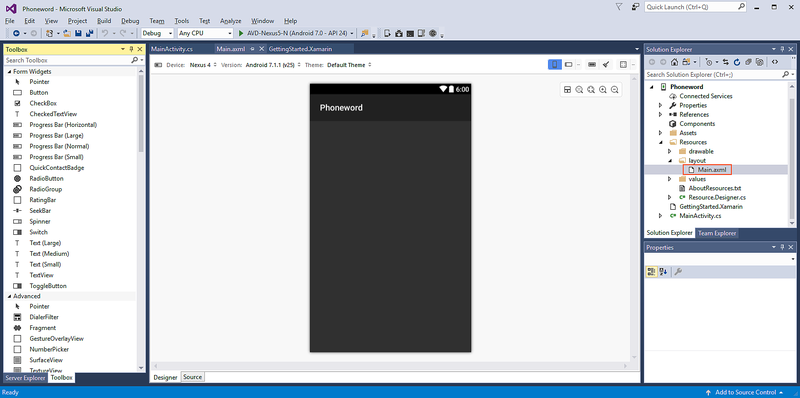 Phoneword - Microsoft Visual Studio
Quick Launch (Ctrl+Q)
File Edit View Project Build Debug Team Tools Test Analyze Window Help
Debug Any CPU AVD-Nexus5-N (Android 7.0 - API 24)
Toolbox
Search Toolbox
Form Widgets
Pointer
Button
CheckBox
CheckedTextView
Progress Bar (Horizontal)
Progress Bar (Large)
Progress Bar (Normal)
Progress Bar (Small)
QuickContactBadge
RadioButton
RadioGroup
RatingBar
SeekBar
Spinner
Switch
Text (Large)
Text (Medium)
Text (Small)
TextView
ToggleButton
Advanced
Pointer
DialerFilter
Fragment
GestureOverlayView
NumberPicker
SurfaceView
TextureView
Server Explorer Toolbox
MainActivity.cs Main.axml GettingStarted.Xamarin
Device: Nexus 4 Version: Android 7.1.1 (v25) Theme: Default Theme
6:00
Phoneword
Designer Source
Solution Explorer
Search Solution Explorer (Ctrl+;)
Phoneword
Connected Services
Properties
References
Components
Assets
Resources
drawable
layout
Main.axml
values
AboutResources.txt
Resource.Designer.cs
GettingStarted.Xamarin
MainActivity.cs
Solution Explorer Team Explorer
Properties
Ready
Add to Source Control